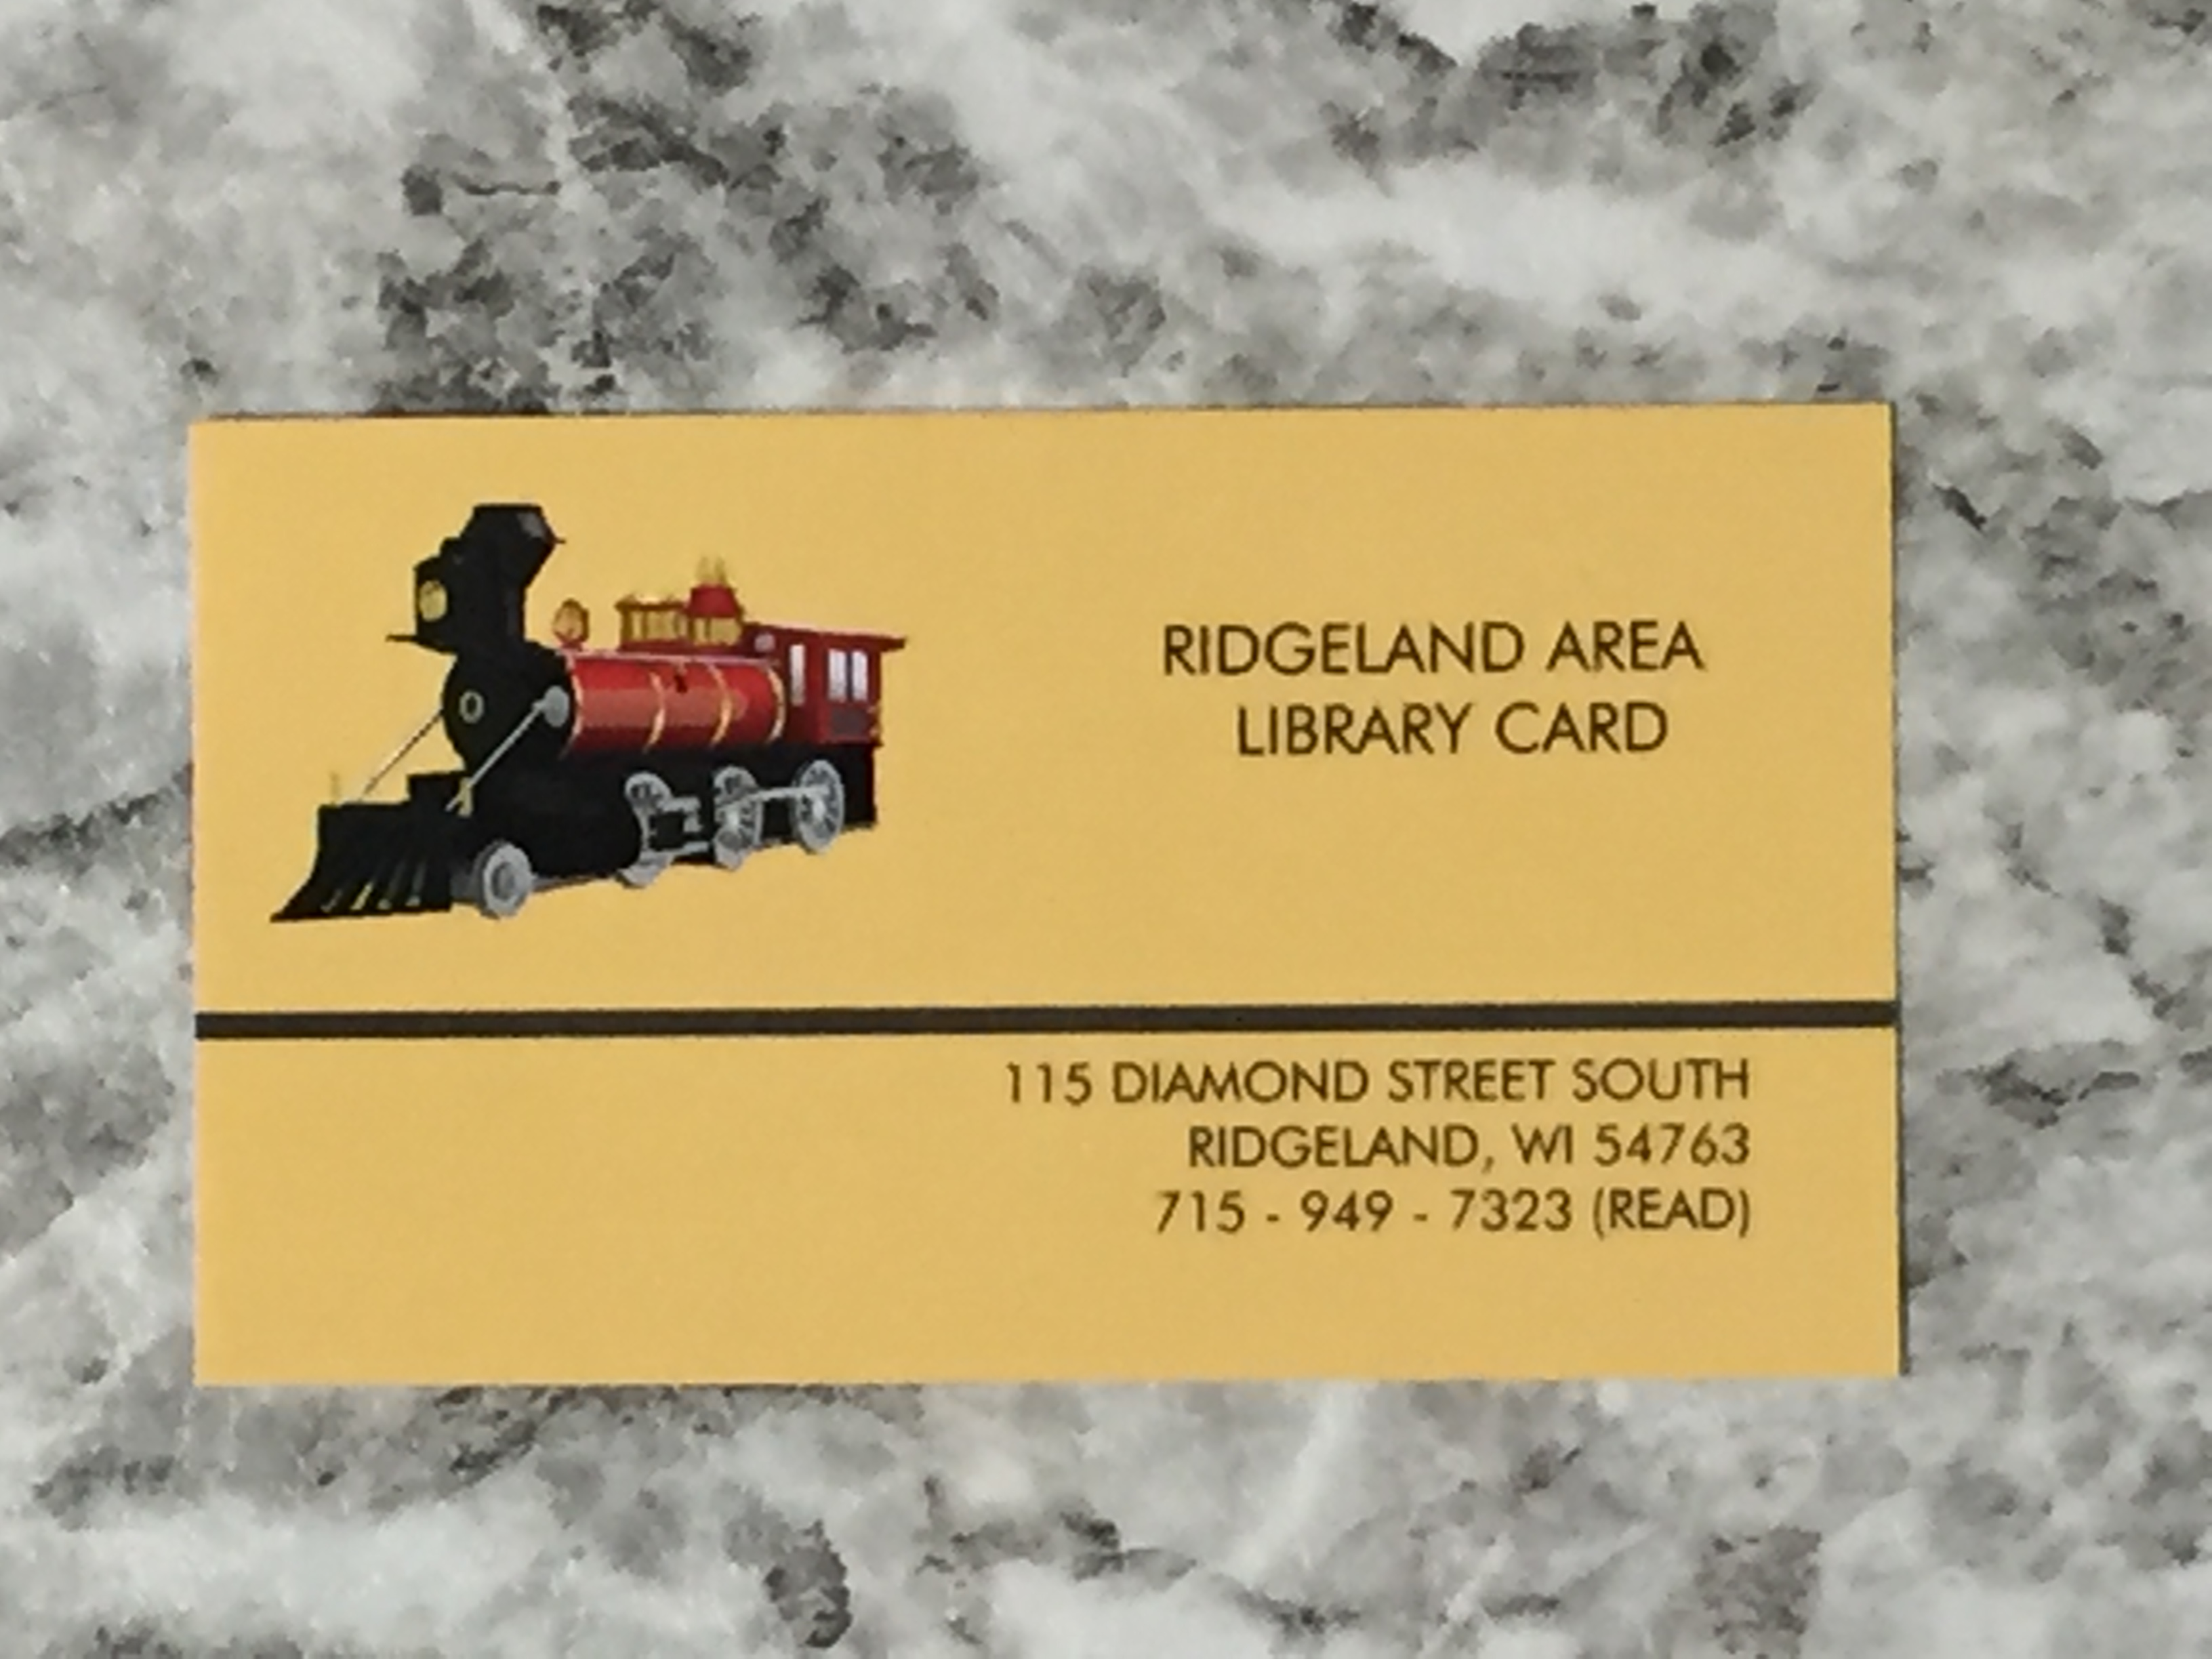 RIDGELAND AREA
LIBRARY CARD
115 DIAMOND STREET SOUTH
RIDGELAND, WI 54763
715 - 949 - 7323 (READ)